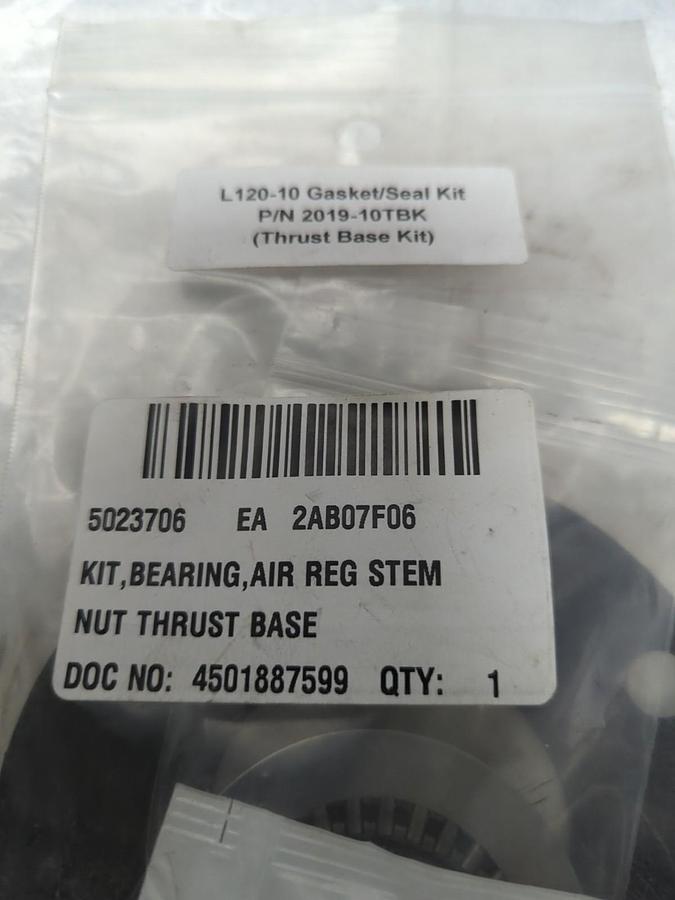 L120-10 Gasket/Seal Kit
P/N 2019-10TBK
(Thrust Base Kit)
5023706 EA 2AB07F06
KIT,BEARING,AIR REG STEM
NUT THRUST BASE
DOC NO: 4501887599 QTY: 1